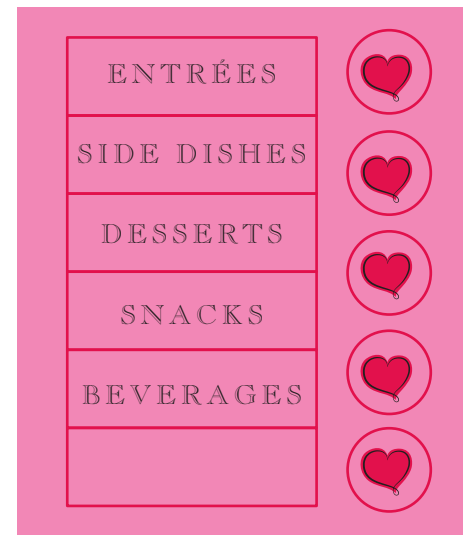 ENTRÉES
SIDE DISHES
DESSERTS
SNACKS
BEVERAGES